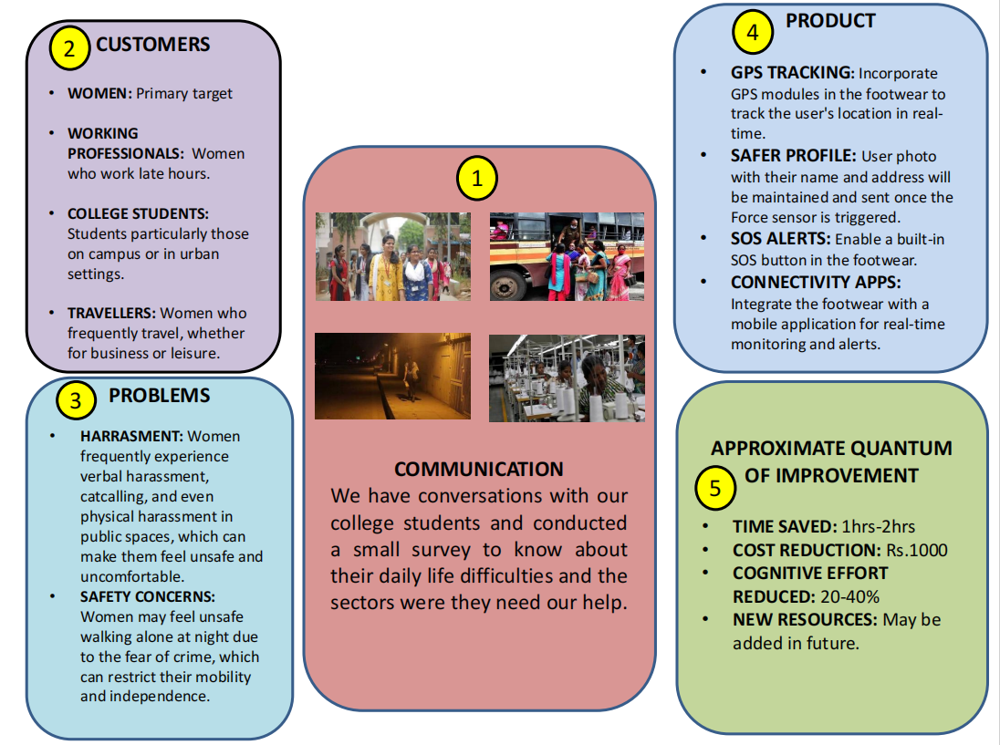 1
COMMUNICATION
We have conversations with our
college students and conducted
a small survey to know about
their daily life difficulties and the
sectors were they need our help.
2
CUSTOMERS
• WOMEN: Primary target
• WORKING
PROFESSIONALS: Women
who work late hours.
• COLLEGE STUDENTS:
Students particularly those
on campus or in urban
settings.
• TRAVELLERS: Women who
frequently travel, whether
for business or leisure.
3
PROBLEMS
• HARRASMENT: Women
frequently experience
verbal harassment,
catcalling, and even
physical harassment in
public spaces, which can
make them feel unsafe and
uncomfortable.
• SAFETY CONCERNS:
Women may feel unsafe
walking alone at night due
to the fear of crime, which
can restrict their mobility
and independence.
4
PRODUCT
• GPS TRACKING: Incorporate
GPS modules in the footwear to
track the user's location in real-
time.
• SAFER PROFILE: User photo
with their name and address will
be maintained and sent once the
Force sensor is triggered.
• SOS ALERTS: Enable a built-in
SOS button in the footwear.
• CONNECTIVITY APPS:
Integrate the footwear with a
mobile application for real-time
monitoring and alerts.
5
APPROXIMATE QUANTUM
OF IMPROVEMENT
• TIME SAVED: 1hrs-2hrs
• COST REDUCTION: Rs.1000
• COGNITIVE EFFORT
REDUCED: 20-40%
• NEW RESOURCES: May be
added in future.